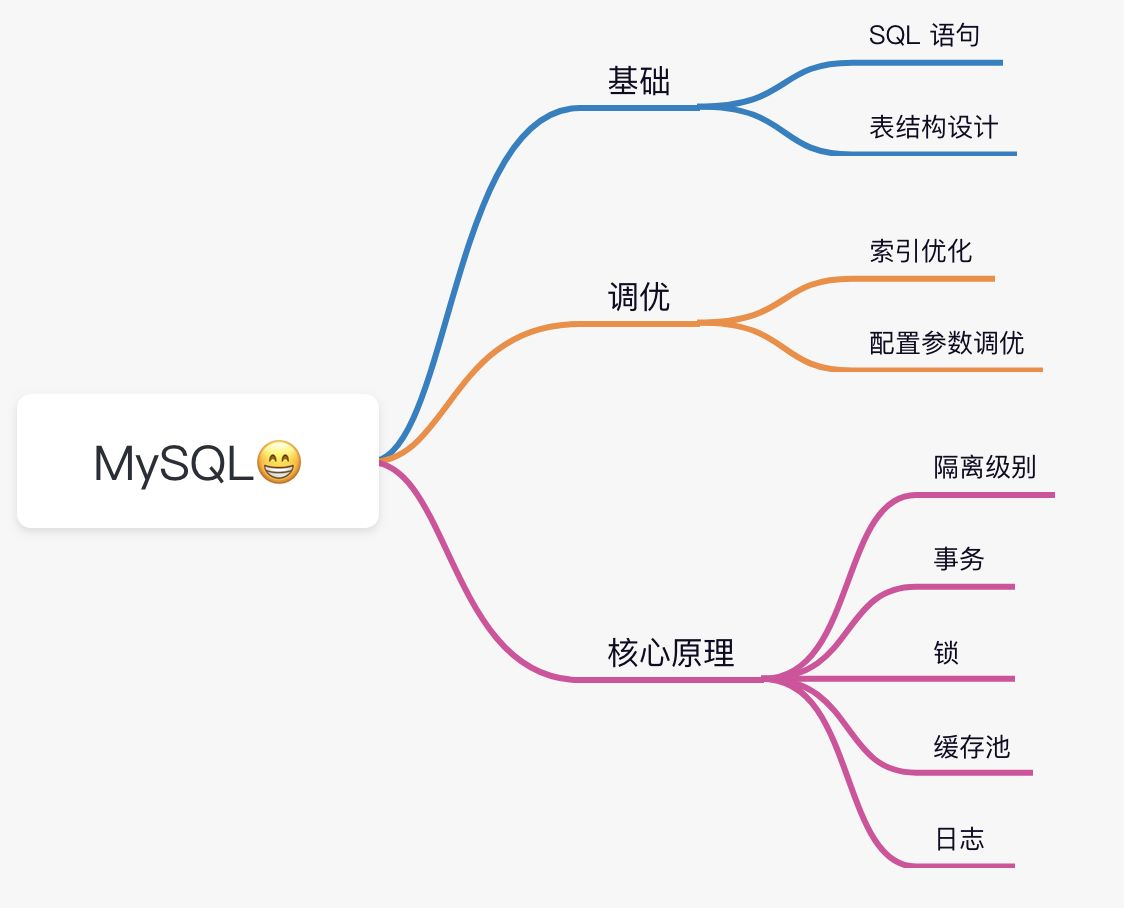 MySQL😁
基础
SQL 语句
表结构设计
调优
索引优化
配置参数调优
核心原理
隔离级别
事务
锁
缓存池
日志